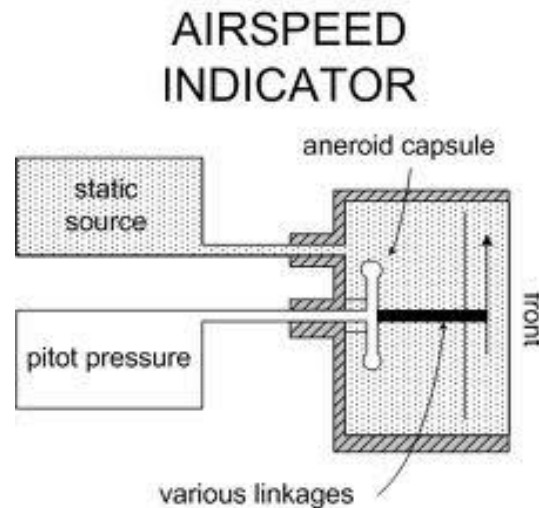 AIRSPEED
INDICATOR
aneroid capsule
static
source
front
pitot pressure
various linkages